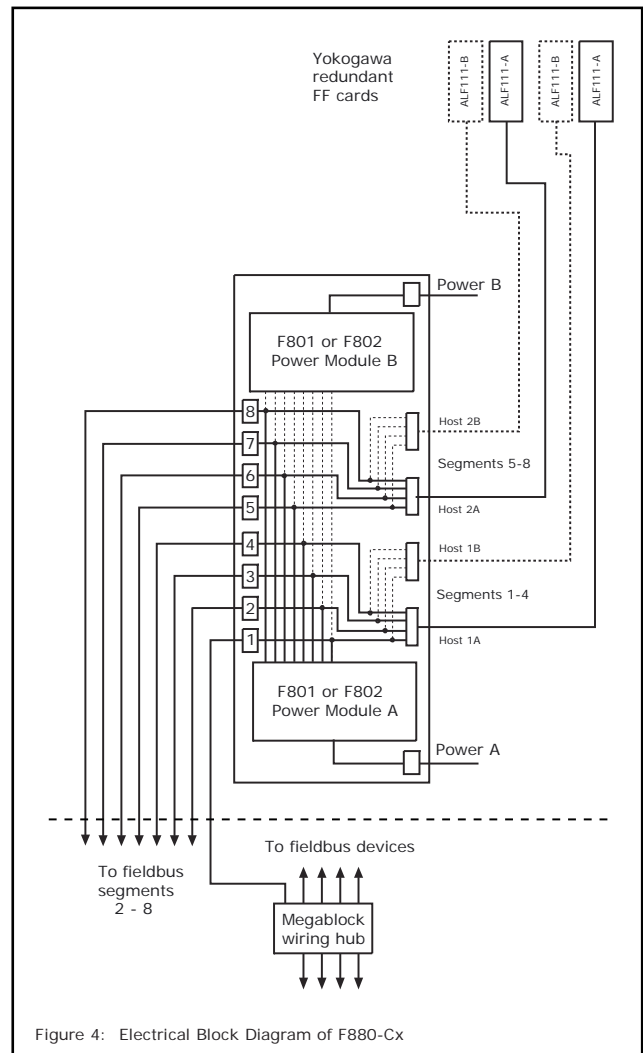 Yokogawa
redundant
FF cards
ALF111-B
ALF111-A
ALF111-B
ALF111-A
Power B
F801 or F802
Power Module B
8
7
6
5
4
3
2
1
Host 2B
Segments 5-8
Host 2A
Host 1B
Segments 1-4
Host 1A
F801 or F802
Power Module A
Power A
To fieldbus
segments
2 - 8
To fieldbus devices
Megablock
wiring hub
Figure 4: Electrical Block Diagram of F880-Cx